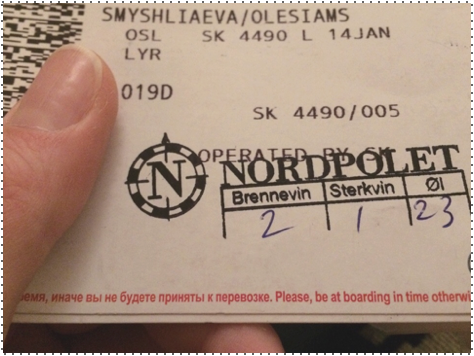 SMYSHLIAEVA/OLESIAMS
OSL SK 4490 L 14JAN
LYR
019D
SK 4490/005
OPERATED BY SK
N NORDPOLET
Brennevin Sterkvin Øl
2 1 23
емя, иначе вы не будете приняты к перевозке. Please, be at boarding in time otherw